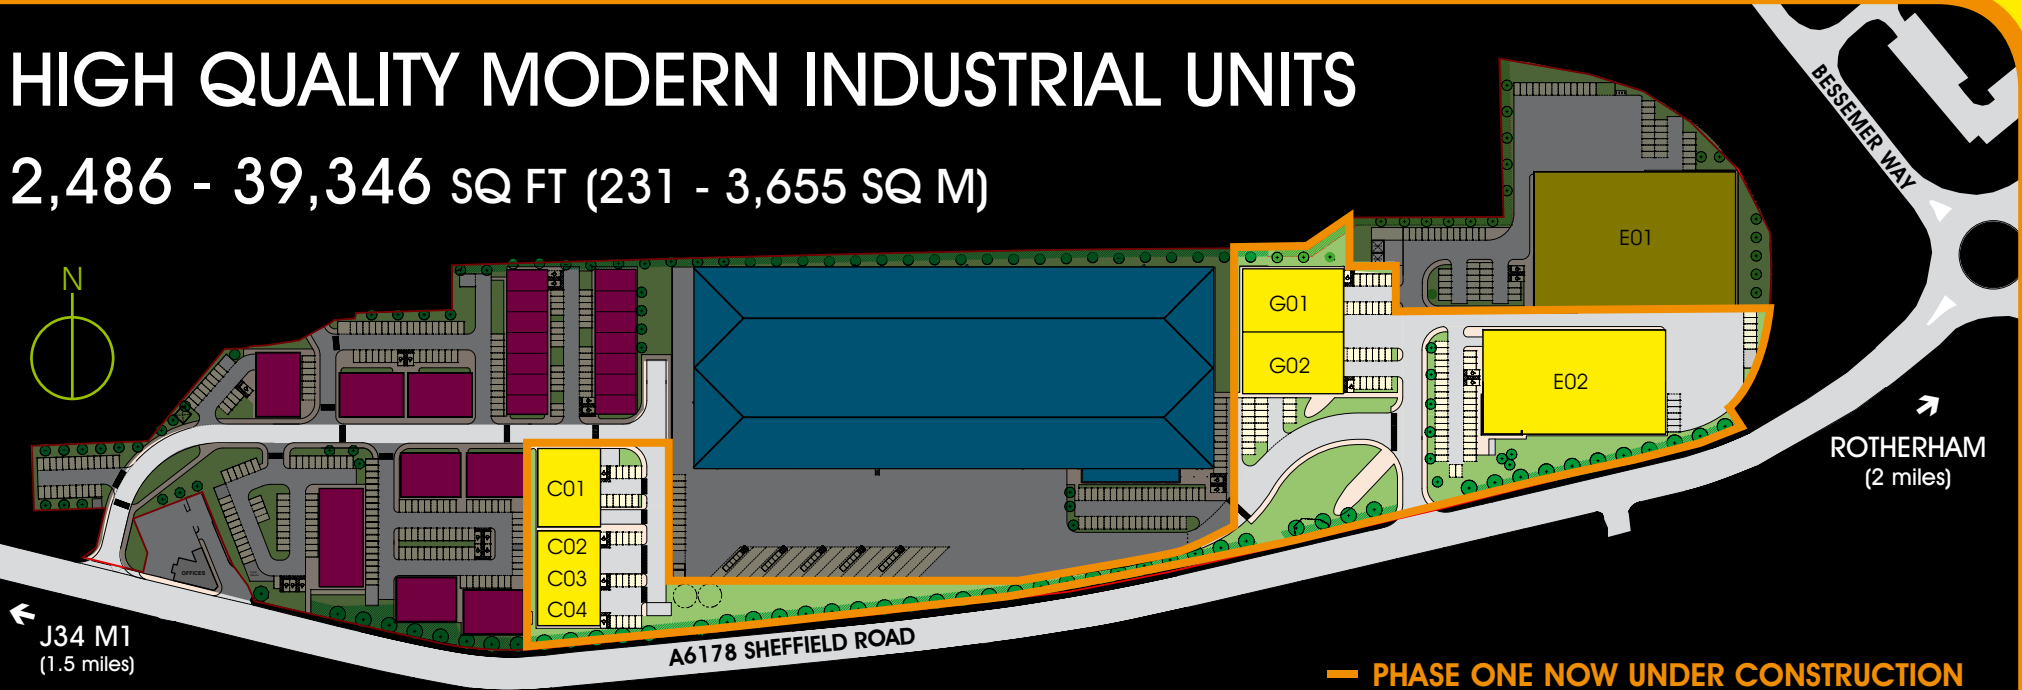 HIGH QUALITY MODERN INDUSTRIAL UNITS
2,486 - 39,346 SQ FT (231 - 3,655 SQ M)
BESSEMER WAY
N
E01
G01
G02
E02
C01
C02
C03
C04
OFFICES
ROTHERHAM
(2 miles)
J34 M1
(1.5 miles)
A6178 SHEFFIELD ROAD
PHASE ONE NOW UNDER CONSTRUCTION